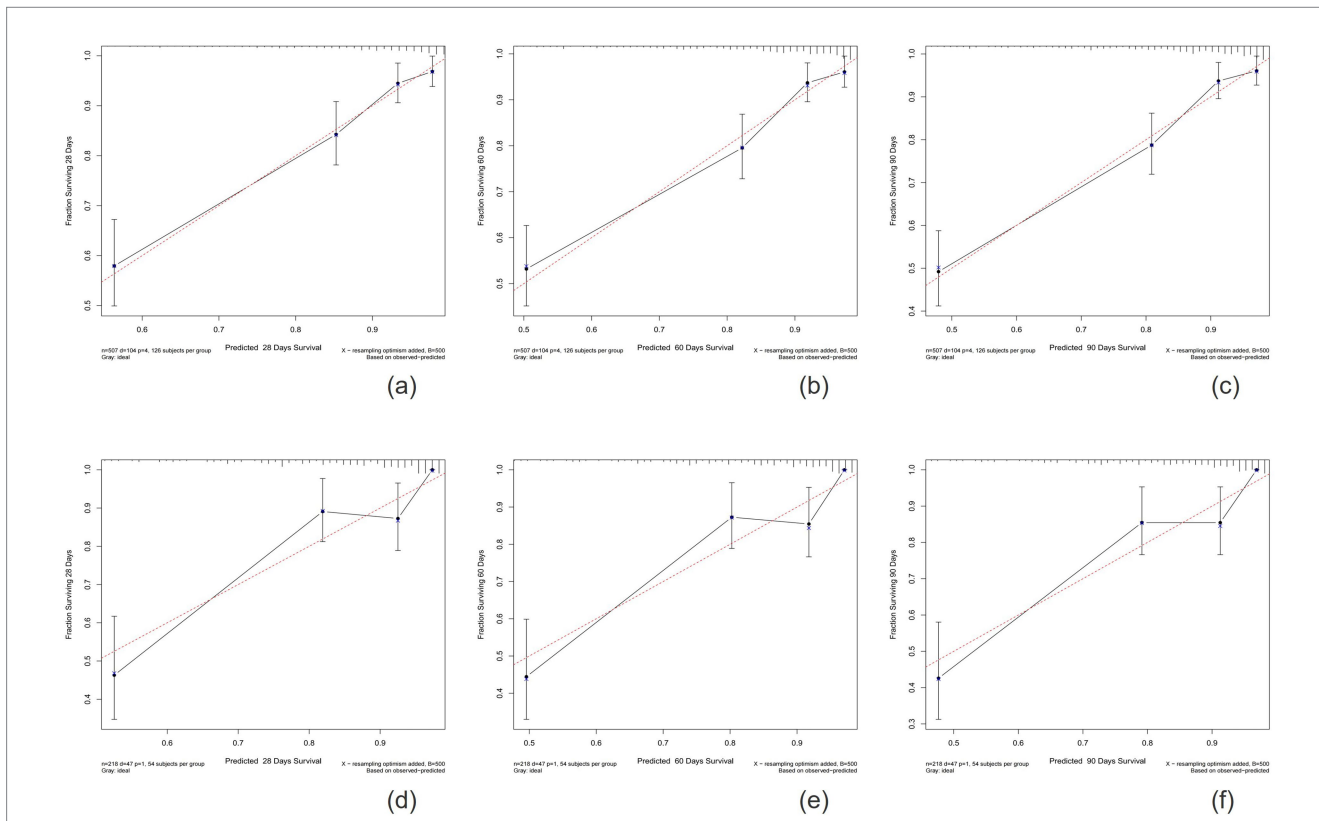 1.0
0.9
0.8
0.7
0.6
0.5
Fraction Surviving 28 Days
0.6 0.7 0.8 0.9
n=507 d=104 p=4, 126 subjects per group
Gray: ideal
Predicted 28 Days Survival
X − resampling optimism added, B=500
Based on observed−predicted
(a)
1.0
0.9
0.8
0.7
0.6
0.5
Fraction Surviving 60 Days
0.5 0.6 0.7 0.8 0.9
n=507 d=104 p=4, 126 subjects per group
Gray: ideal
Predicted 60 Days Survival
X − resampling optimism added, B=500
Based on observed−predicted
(b)
1.0
0.9
0.8
0.7
0.6
0.5
0.4
Fraction Surviving 90 Days
0.5 0.6 0.7 0.8 0.9
n=507 d=104 p=4, 126 subjects per group
Gray: ideal
Predicted 90 Days Survival
X − resampling optimism added, B=500
Based on observed−predicted
(c)
1.0
0.9
0.8
0.7
0.6
0.5
0.4
Fraction Surviving 28 Days
0.6 0.7 0.8 0.9
n=218 d=47 p=1, 54 subjects per group
Gray: ideal
Predicted 28 Days Survival
X − resampling optimism added, B=500
Based on observed−predicted
(d)
1.0
0.9
0.8
0.7
0.6
0.5
0.4
Fraction Surviving 60 Days
0.5 0.6 0.7 0.8 0.9
n=218 d=47 p=1, 54 subjects per group
Gray: ideal
Predicted 60 Days Survival
X − resampling optimism added, B=500
Based on observed−predicted
(e)
1.0
0.9
0.8
0.7
0.6
0.5
0.4
0.3
Fraction Surviving 90 Days
0.5 0.6 0.7 0.8 0.9
n=218 d=47 p=1, 54 subjects per group
Gray: ideal
Predicted 90 Days Survival
X − resampling optimism added, B=500
Based on observed−predicted
(f)